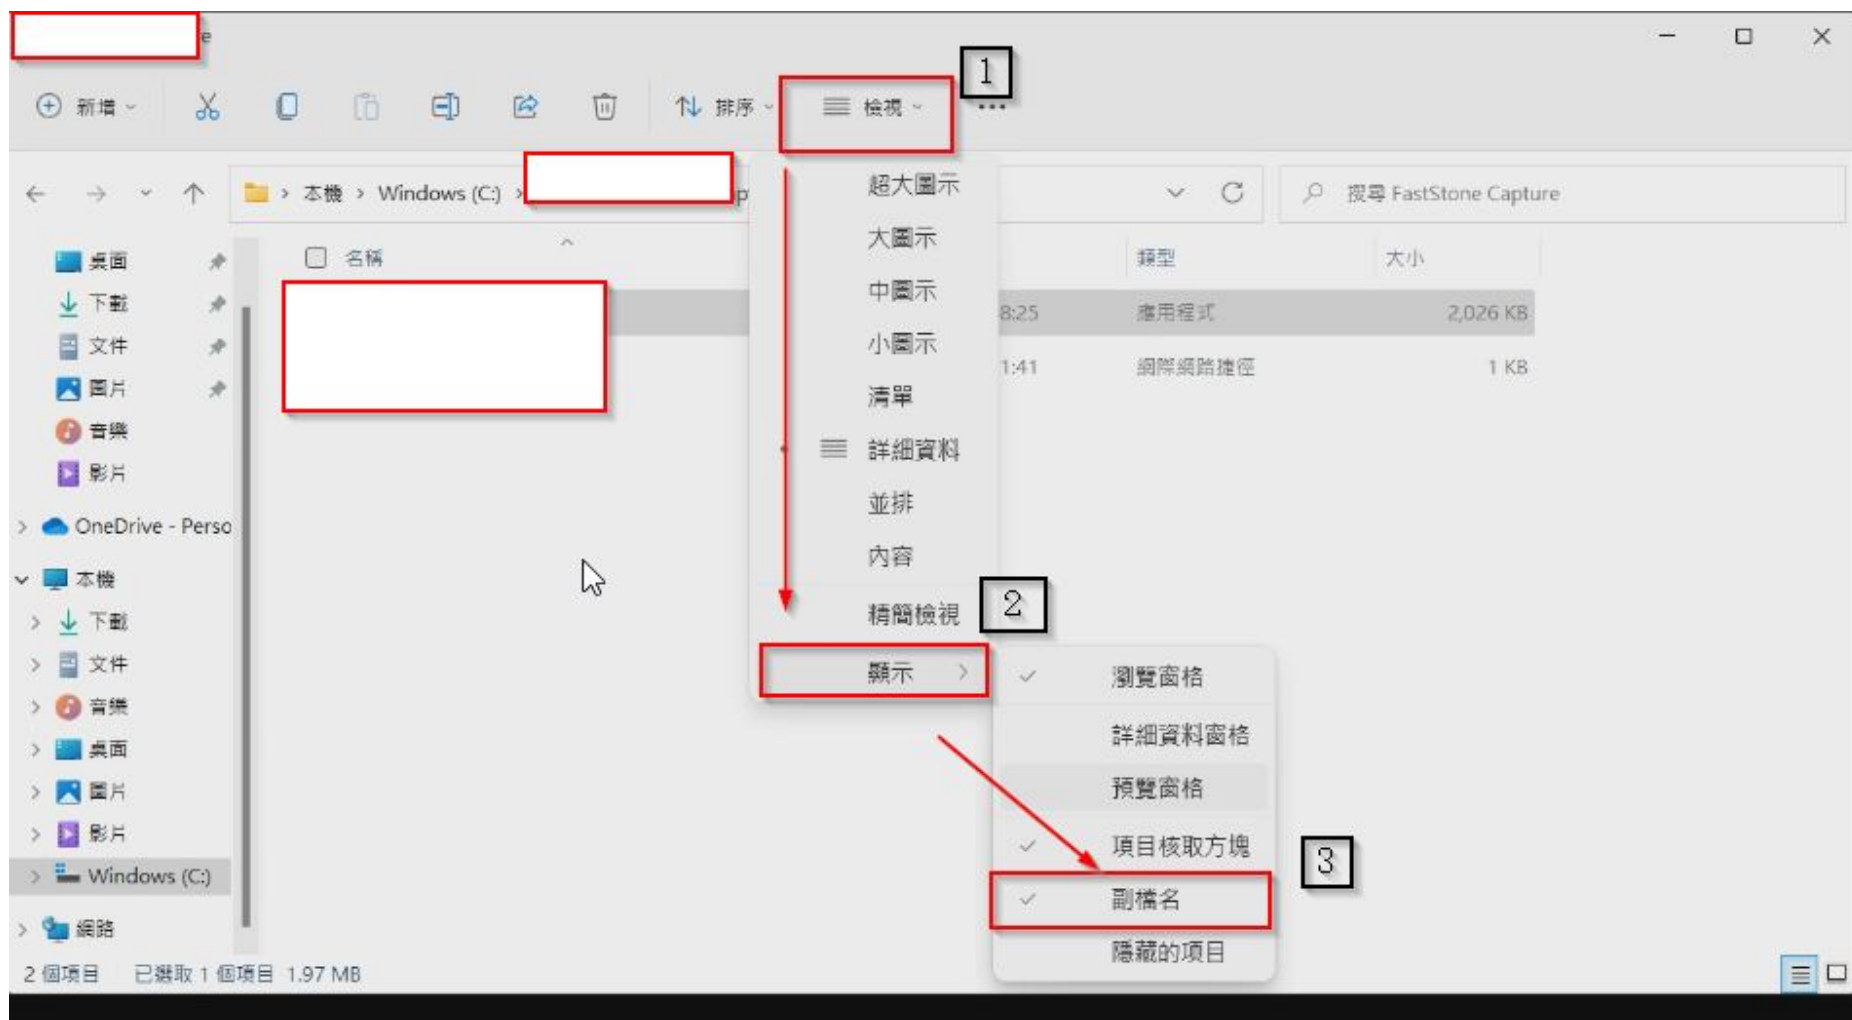 1
新增
排序
檢視
本機 > Windows (C:) >
搜尋 FastStone Capture
桌面
下載
文件
圖片
音樂
影片
OneDrive - Perso
本機
下載
文件
音樂
桌面
圖片
影片
Windows (C:)
網路
名稱
類型
大小
8:25
應用程式
2,026 KB
1:41
網際網路捷徑
1 KB
超大圖示
大圖示
中圖示
小圖示
清單
詳細資料
並排
內容
精簡檢視
2
顯示
瀏覽窗格
詳細資料窗格
預覽窗格
項目核取方塊
3
副檔名
隱藏的項目
2 個項目
已選取 1 個項目 1.97 MB